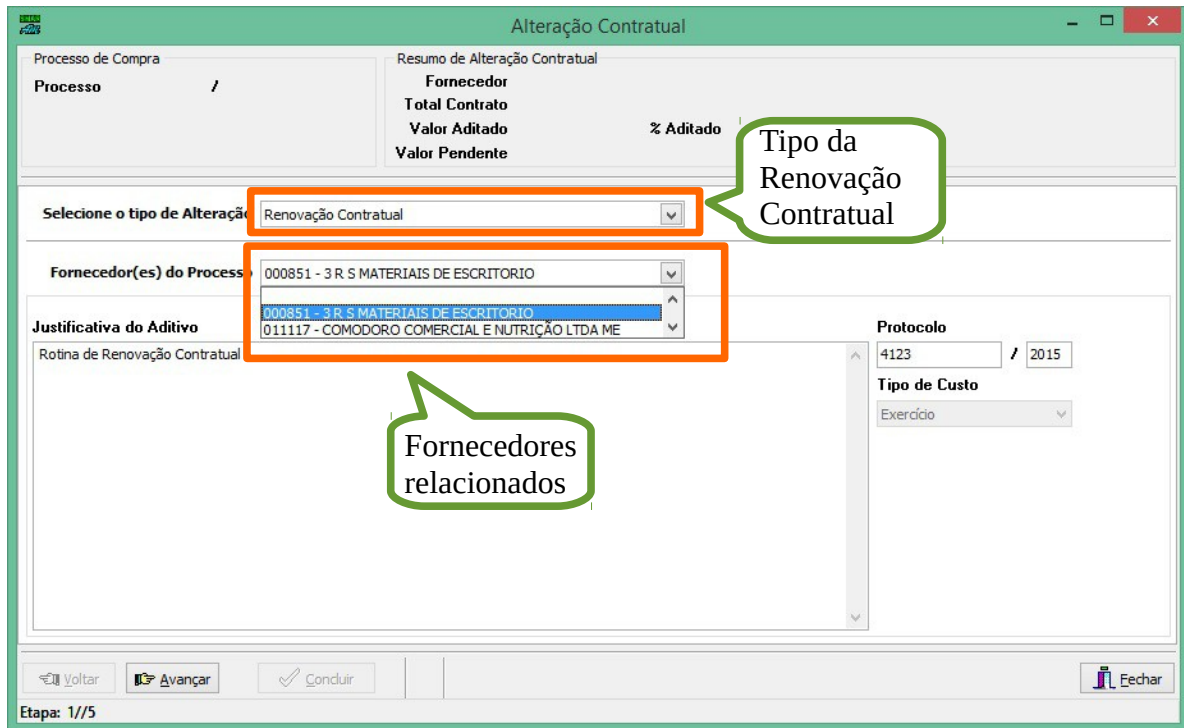 Alteração Contratual
Processo de Compra
Processo /
Resumo de Alteração Contratual
Fornecedor
Total Contrato
Valor Aditado % Aditado
Valor Pendente
Tipo da
Renovação
Contratual
Selecione o tipo de Alteraçã
Renovação Contratual
Fornecedor(es) do Processo
000851 - 3 R S MATERIAIS DE ESCRITORIO
000851 - 3 R S MATERIAIS DE ESCRITORIO
011117 - COMODORO COMERCIAL E NUTRIÇÃO LTDA ME
Justificativa do Aditivo
Rotina de Renovação Contratual
Protocolo
4123 / 2015
Tipo de Custo
Exercício
Fornecedores
relacionados
Voltar Avançar Concluir Fechar
Etapa: 1//5